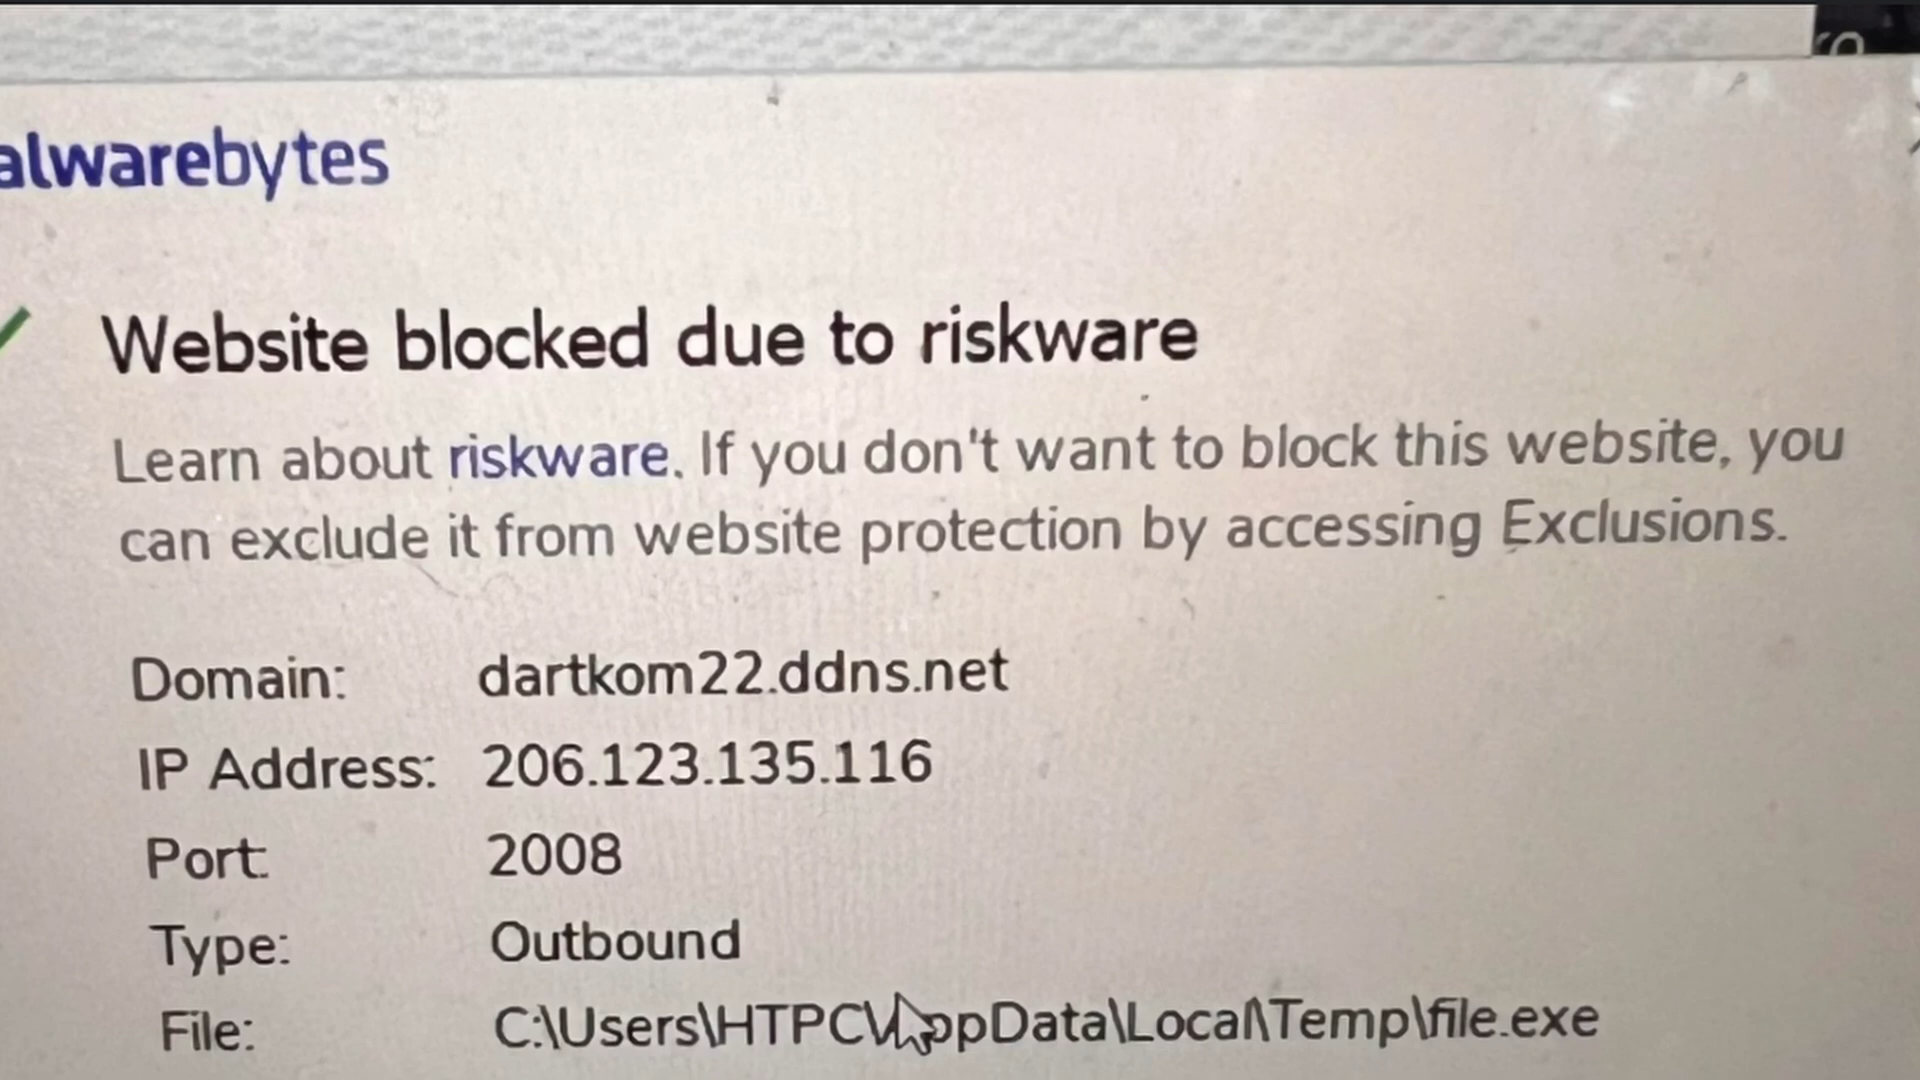 alwarebytes
Website blocked due to riskware
Learn about riskware. If you don't want to block this website, you
can exclude it from website protection by accessing Exclusions.
Domain: dartkom22.ddns.net
IP Address: 206.123.135.116
Port: 2008
Type: Outbound
File: C:\Users\HTPC\AppData\Local\Temp\file.exe